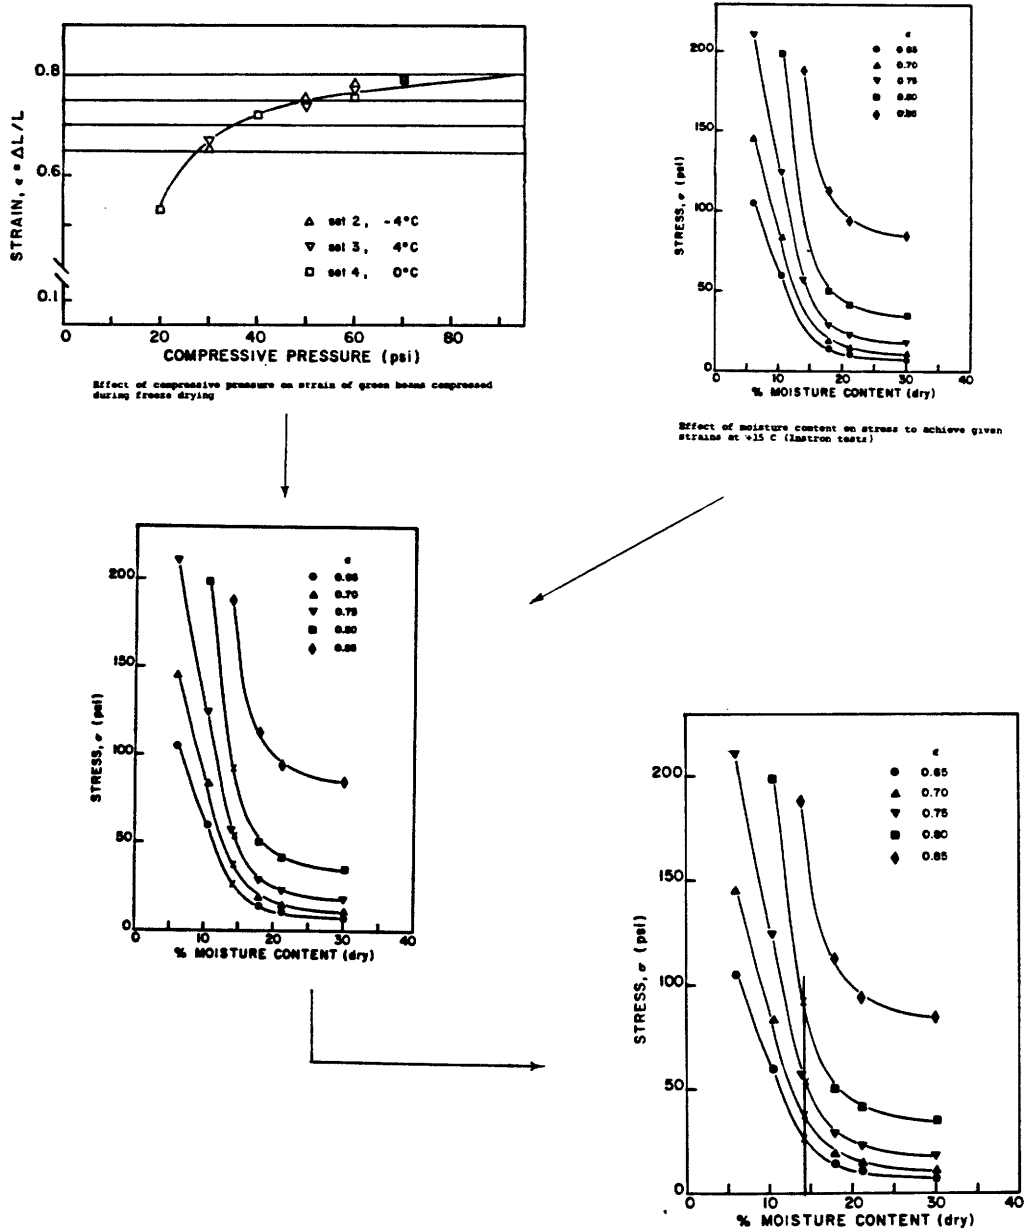 0.8
0.6
0.1
STRAIN, ϵ = ΔL/L
△ set 2, -4°C
▽ set 3, 4°C
□ set 4, 0°C
0 20 40 60 80
COMPRESSIVE PRESSURE (psi)
Effect of compressive pressure on strain of green beans compressed
during freeze drying
200
150
100
50
0
STRESS, σ (psi)
ϵ
● 0.65
▲ 0.70
▼ 0.75
■ 0.80
♦ 0.85
0 10 20 30 40
% MOISTURE CONTENT (dry)
Effect of moisture content on stress to achieve given
strains at +15 C (Instron tests)
200
150
100
50
0
STRESS, σ (psi)
ϵ
● 0.65
▲ 0.70
▼ 0.75
■ 0.80
♦ 0.85
0 10 20 30 40
% MOISTURE CONTENT (dry)
200
150
100
50
0
STRESS, σ (psi)
ϵ
● 0.65
▲ 0.70
▼ 0.75
■ 0.80
♦ 0.85
0 10 20 30 40
% MOISTURE CONTENT (dry)